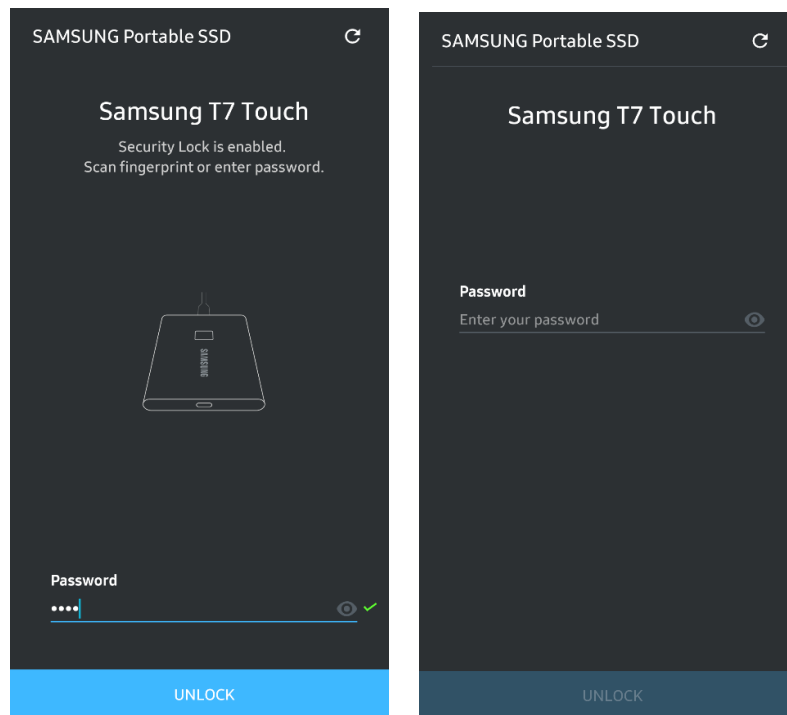 SAMSUNG Portable SSD
Samsung T7 Touch
Security Lock is enabled.
Scan fingerprint or enter password.
SAMSUNG
Password
••••
UNLOCK
SAMSUNG Portable SSD
Samsung T7 Touch
Password
Enter your password
UNLOCK